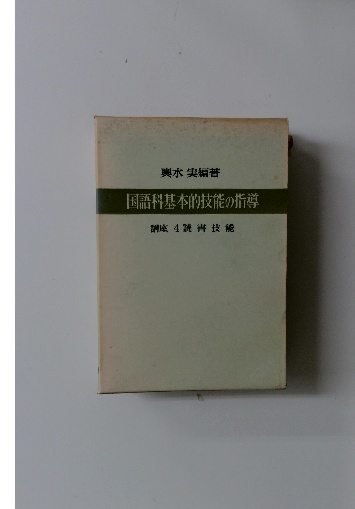 輿水 実編著
国語科基本的技能の指導
講座 4 読書技能